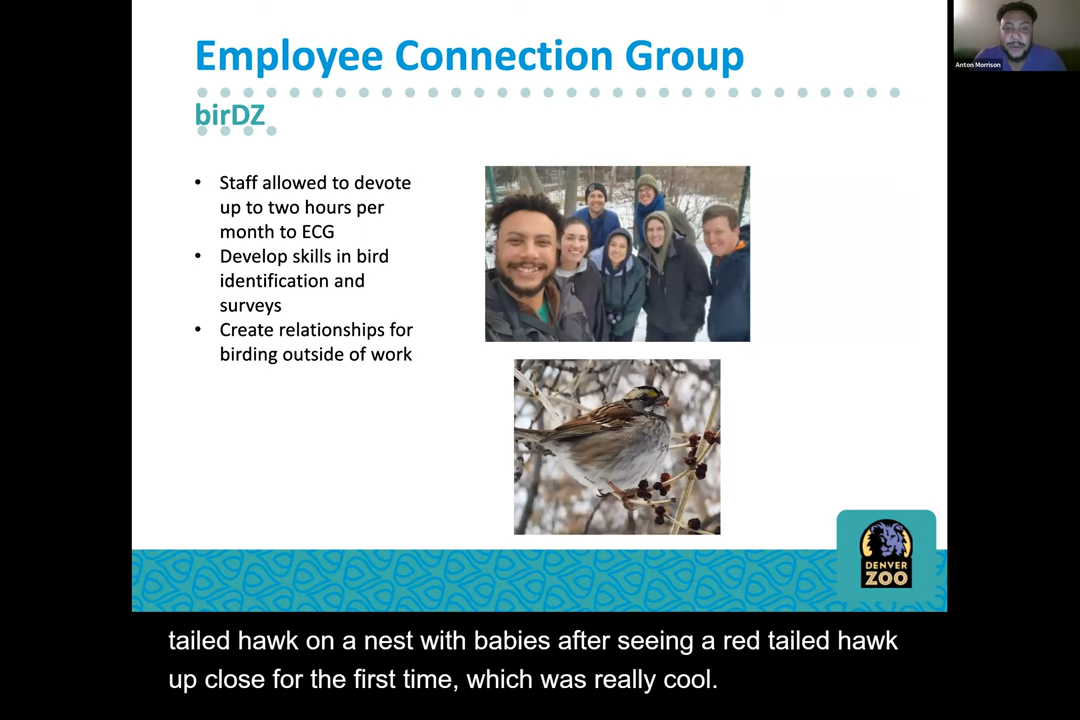 Employee Connection Group
Anton Morrison
birDZ
• Staff allowed to devote
up to two hours per
month to ECG
• Develop skills in bird
identification and
surveys
• Create relationships for
birding outside of work
DENVER
ZOO
tailed hawk on a nest with babies after seeing a red tailed hawk
up close for the first time, which was really cool.